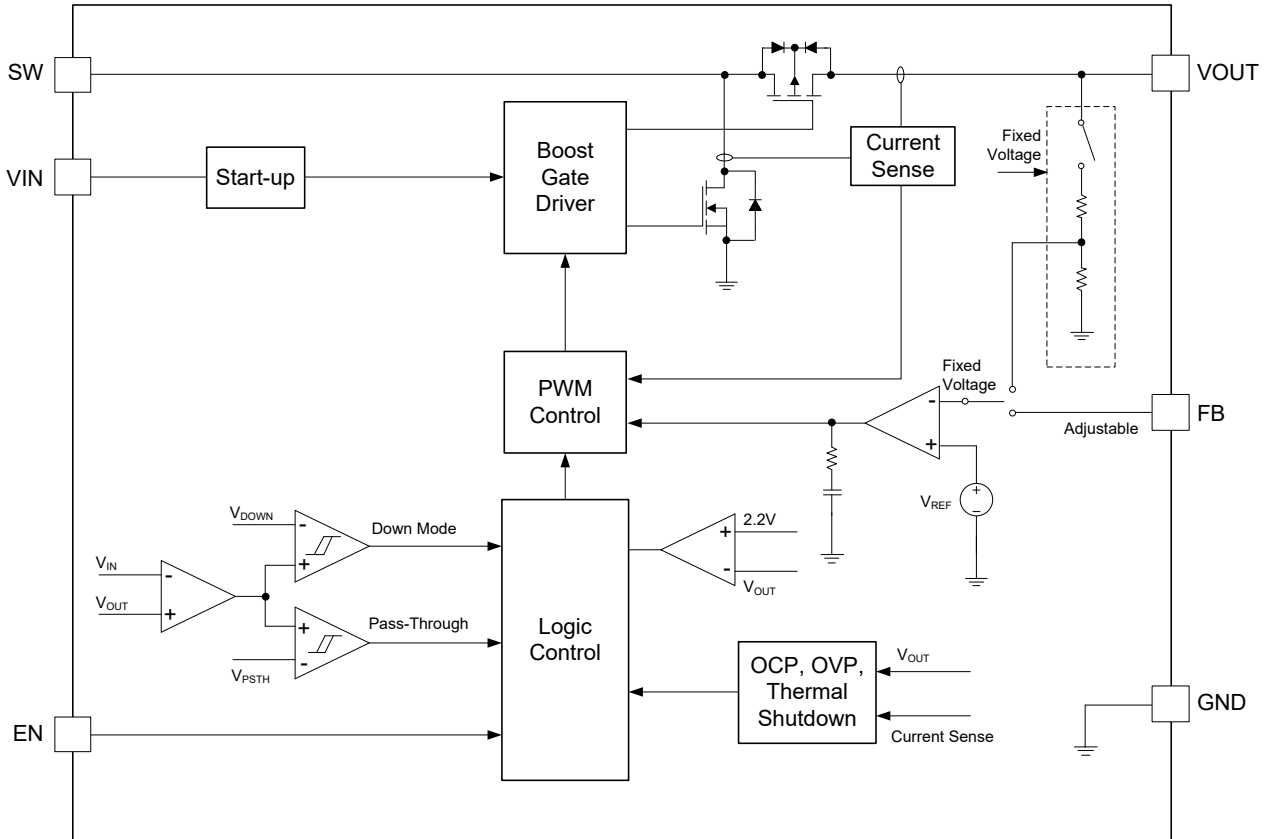 SW
VOUT
Boost
Gate
Driver
Current
Sense
Fixed
Voltage
VIN
Start-up
PWM
Control
Fixed
Voltage
-
+
Adjustable
FB
VREF
+
-
VDOWN
-
+
Down Mode
VIN
-
VOUT
+
+
-
Pass-Through
VPSTH
Logic
Control
+
2.2V
-
VOUT
OCP, OVP,
Thermal
Shutdown
VOUT
Current Sense
GND
EN